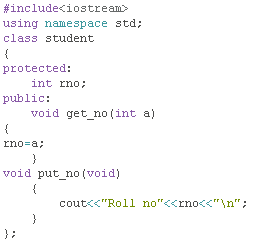 #include<iostream>
using namespace std;
class student
{
protected:
    int rno;
public:
    void get_no(int a)
{
rno=a;
    }
void put_no(void)
    {
        cout<<"Roll no"<<rno<<"\n";
    }
};